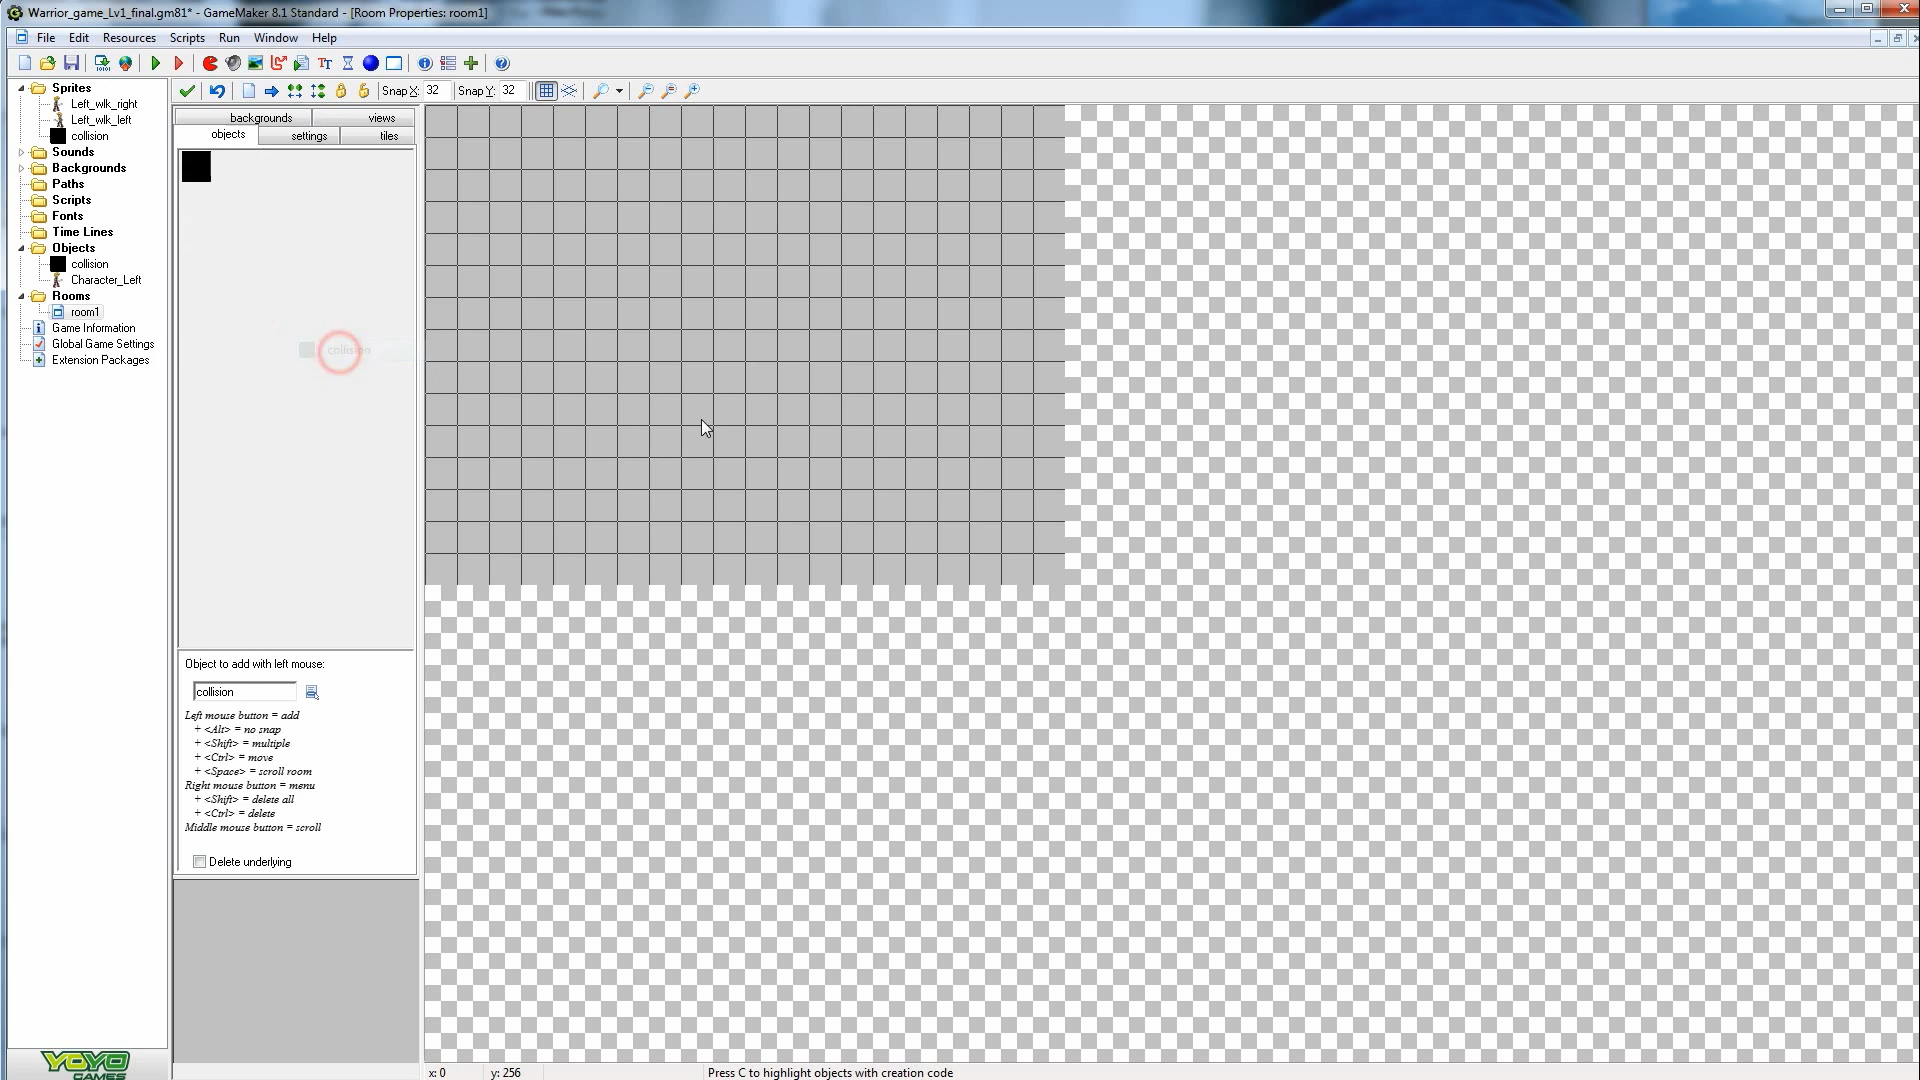 Warrior_game_Lv1_final.gm81* - GameMaker 8.1 Standard - [Room Properties: room1]
File Edit Resources Scripts Run Window Help
Snap X: 32 Snap Y: 32
Sprites
Left_wlk_right
Left_wlk_left
collision
Sounds
Backgrounds
Paths
Scripts
Fonts
Time Lines
Objects
collision
Character_Left
Rooms
room1
Game Information
Global Game Settings
Extension Packages
backgrounds views
objects settings tiles
collision
Object to add with left mouse:
collision
Left mouse button = add
+ <Alt> = no snap
+ <Shift> = multiple
+ <Ctrl> = move
+ <Space> = scroll room
Right mouse button = menu
+ <Shift> = delete all
+ <Ctrl> = delete
Middle mouse button = scroll
Delete underlying
YOYO
GAMES
x: 0 y: 256 Press C to highlight objects with creation code